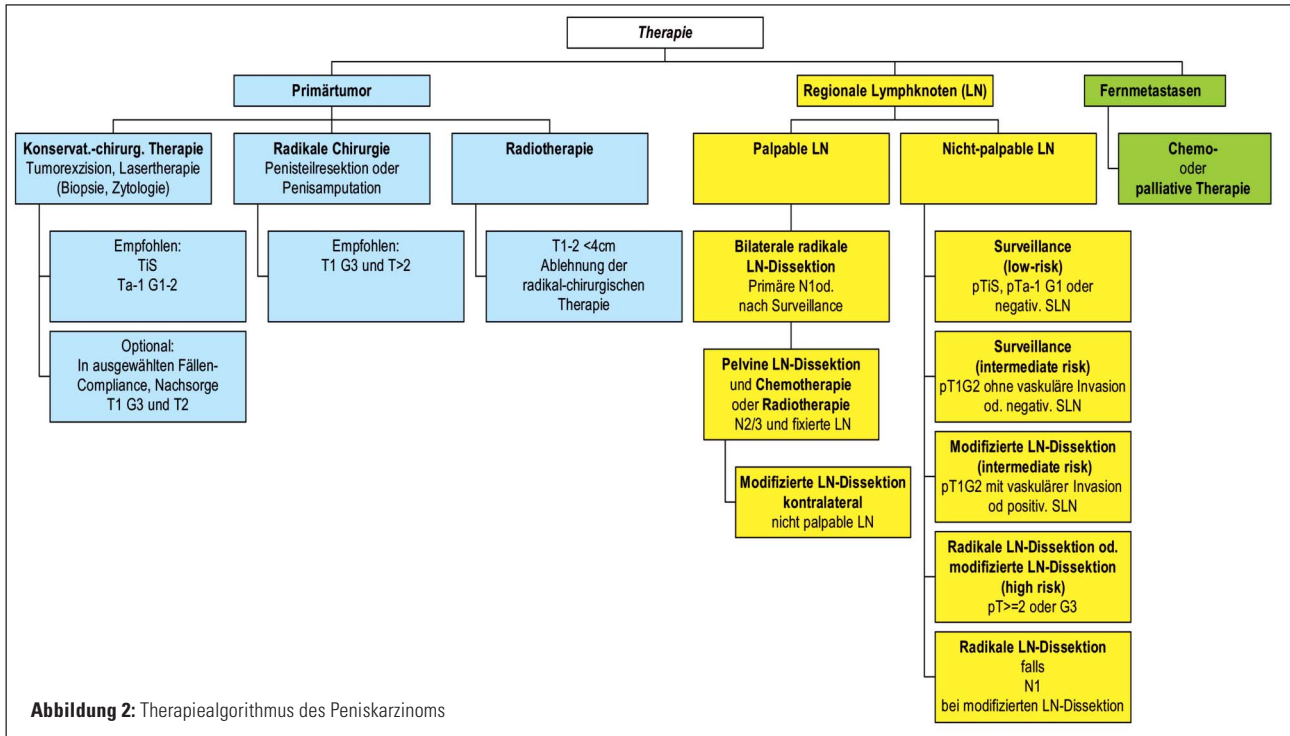 Therapie
Primärtumor
Regionale Lymphknoten (LN)
Fernmetastasen
Konservat.-chirurg. Therapie
Tumorexzision, Lasertherapie
(Biopsie, Zytologie)
Radikale Chirurgie
Penisteilresektion oder
Penisamputation
Radiotherapie
Palpable LN
Nicht-palpable LN
Chemo-
oder
palliative Therapie
Empfohlen:
TiS
Ta-1 G1-2
Empfohlen:
T1 G3 und T>2
T1-2 <4cm
Ablehnung der
radikal-chirurgischen
Therapie
Bilaterale radikale
LN-Dissektion
Primäre N1od.
nach Surveillance
Surveillance
(low-risk)
pTiS, pTa-1 G1 oder
negativ. SLN
Optional:
In ausgewählten Fällen-
Compliance, Nachsorge
T1 G3 und T2
Pelvine LN-Dissektion
und Chemotherapie
oder Radiotherapie
N2/3 und fixierte LN
Surveillance
(intermediate risk)
pT1G2 ohne vaskuläre Invasion
od. negativ. SLN
Modifizierte LN-Dissektion
kontralateral
nicht palpable LN
Modifizierte LN-Dissektion
(intermediate risk)
pT1G2 mit vaskulärer Invasion
od positiv. SLN
Radikale LN-Dissektion od.
modifizierte LN-Dissektion
(high risk)
pT>=2 oder G3
Radikale LN-Dissektion
falls
N1
bei modifizierten LN-Dissektion
Abbildung 2: Therapiealgorithmus des Peniskarzinoms